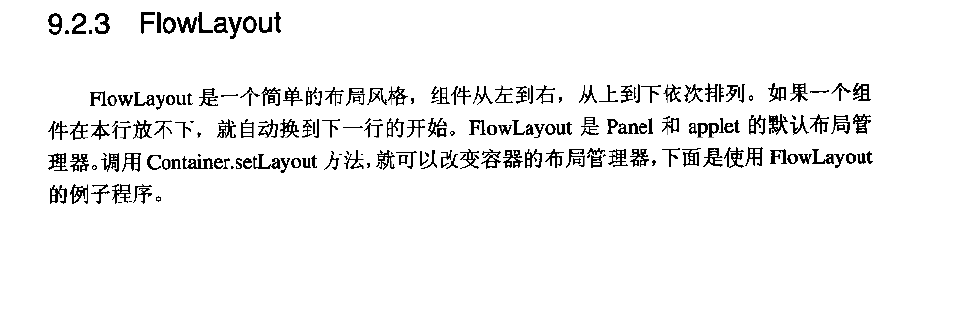 9.2.3 FlowLayout
FlowLayout 是一个简单的布局风格，组件从左到右，从上到下依次排列。如果一个组
件在本行放不下，就自动换到下一行的开始。FlowLayout 是 Panel 和 applet 的默认布局管
理器。调用 Container.setLayout 方法，就可以改变容器的布局管理器，下面是使用 FlowLayout
的例子程序。